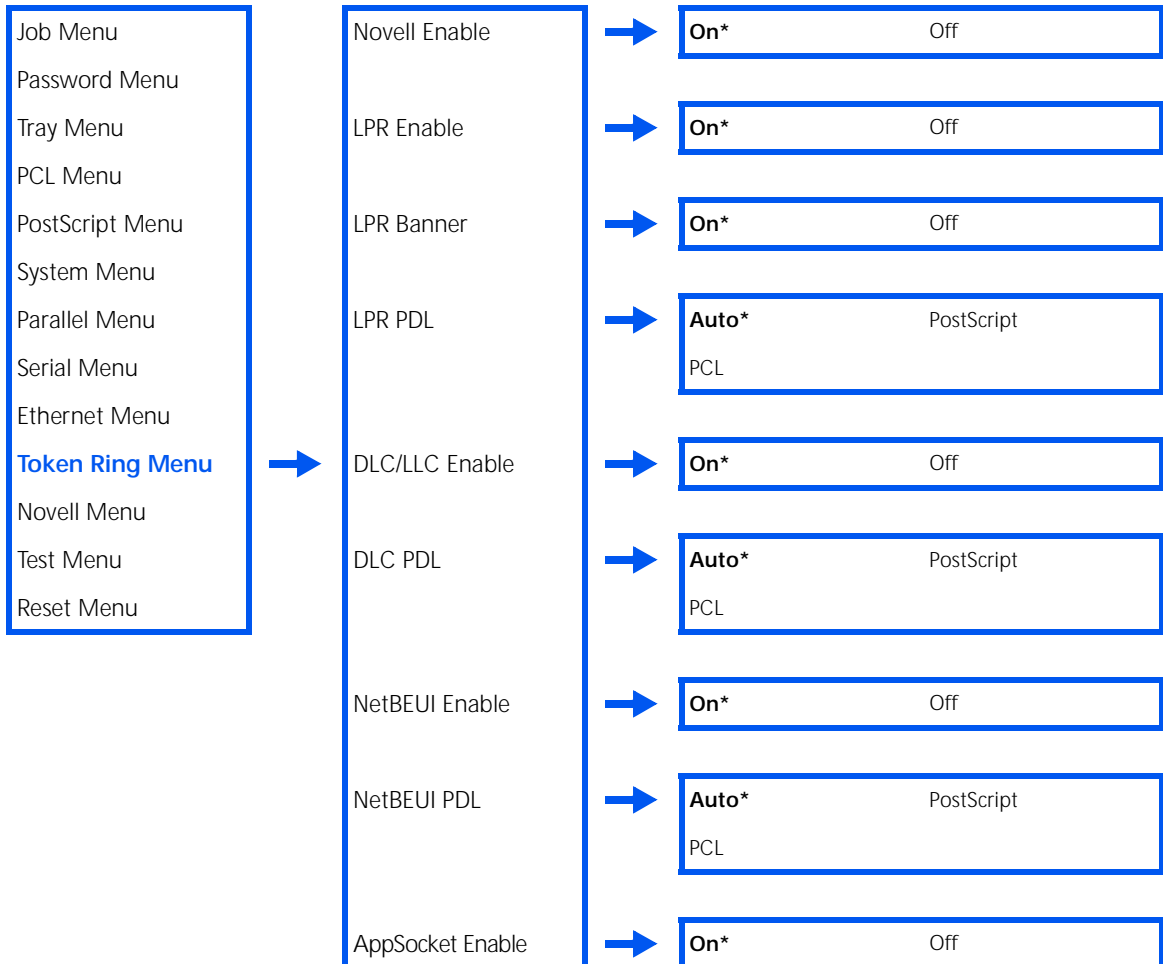 Job Menu
Password Menu
Tray Menu
PCL Menu
PostScript Menu
System Menu
Parallel Menu
Serial Menu
Ethernet Menu
Token Ring Menu
Novell Menu
Test Menu
Reset Menu
Novell Enable
On* Off
LPR Enable
On* Off
LPR Banner
On* Off
LPR PDL
Auto* PostScript
PCL
DLC/LLC Enable
On* Off
DLC PDL
Auto* PostScript
PCL
NetBEUI Enable
On* Off
NetBEUI PDL
Auto* PostScript
PCL
AppSocket Enable
On* Off